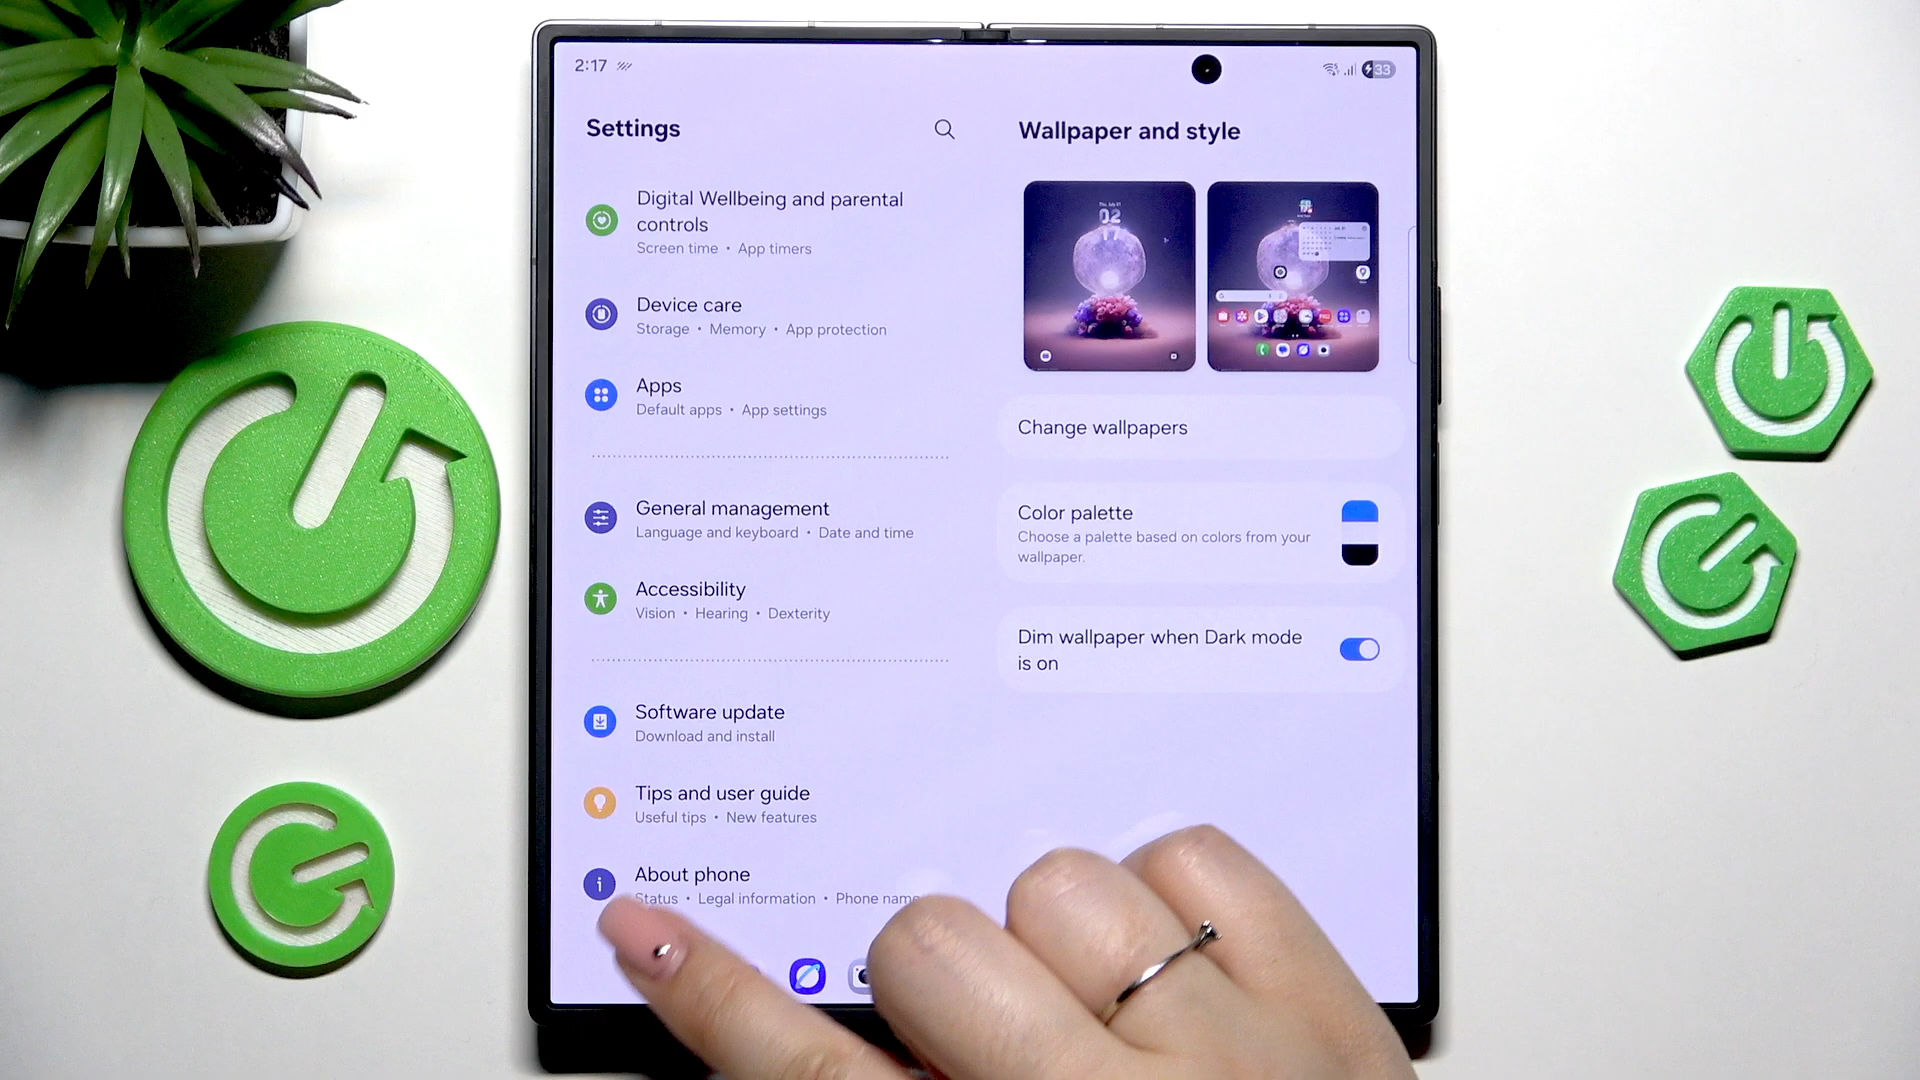 2:17
33
Settings
Digital Wellbeing and parental
controls
Screen time • App timers
Device care
Storage • Memory • App protection
Apps
Default apps • App settings
General management
Language and keyboard • Date and time
Accessibility
Vision • Hearing • Dexterity
Software update
Download and install
Tips and user guide
Useful tips • New features
About phone
Status • Legal information • Phone name
Wallpaper and style
02
17
Change wallpapers
Color palette
Choose a palette based on colors from your
wallpaper.
Dim wallpaper when Dark mode
is on